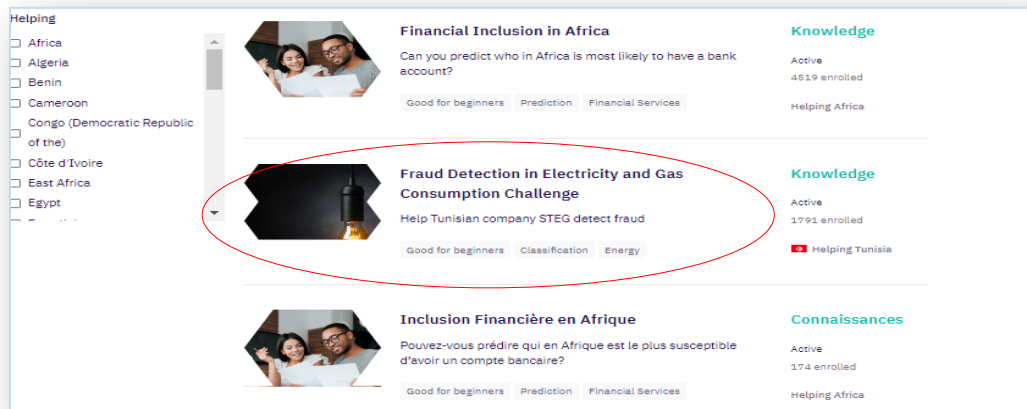 Helping
Africa
Algeria
Benin
Cameroon
Congo (Democratic Republic
of the)
Côte d'Ivoire
East Africa
Egypt
Financial Inclusion in Africa
Can you predict who in Africa is most likely to have a bank
account?
Good for beginners Prediction Financial Services
Knowledge
Active
4519 enrolled
Helping Africa
Fraud Detection in Electricity and Gas
Consumption Challenge
Help Tunisian company STEG detect fraud
Good for beginners Classification Energy
Knowledge
Active
1791 enrolled
Helping Tunisia
Inclusion Financière en Afrique
Pouvez-vous prédire qui en Afrique est le plus susceptible
d'avoir un compte bancaire?
Good for beginners Prediction Financial Services
Connaissances
Active
174 enrolled
Helping Africa